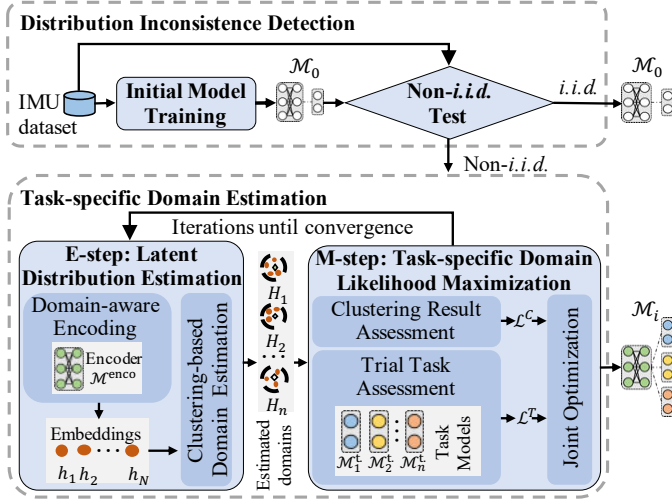 Distribution Inconsistence Detection
IMU
dataset
Initial Model
Training
ℳ₀
Non-i.i.d.
Test
i.i.d.
ℳ₀
Non-i.i.d.
Task-specific Domain Estimation
Iterations until convergence
E-step: Latent
Distribution Estimation
Domain-aware
Encoding
Encoder
ℳᵉⁿᶜᵒ
Embeddings
h₁ h₂ ... h_N
Clustering-based
Domain Estimation
H₁
H₂
...
Hₙ
Estimated
domains
M-step: Task-specific Domain
Likelihood Maximization
Clustering Result
Assessment
ℒᶜ
Trial Task
Assessment
ℳ₁ᵗ ℳ₂ᵗ ℳₙᵗ
Task
Models
ℒᵀ
Joint Optimization
ℳᵢ